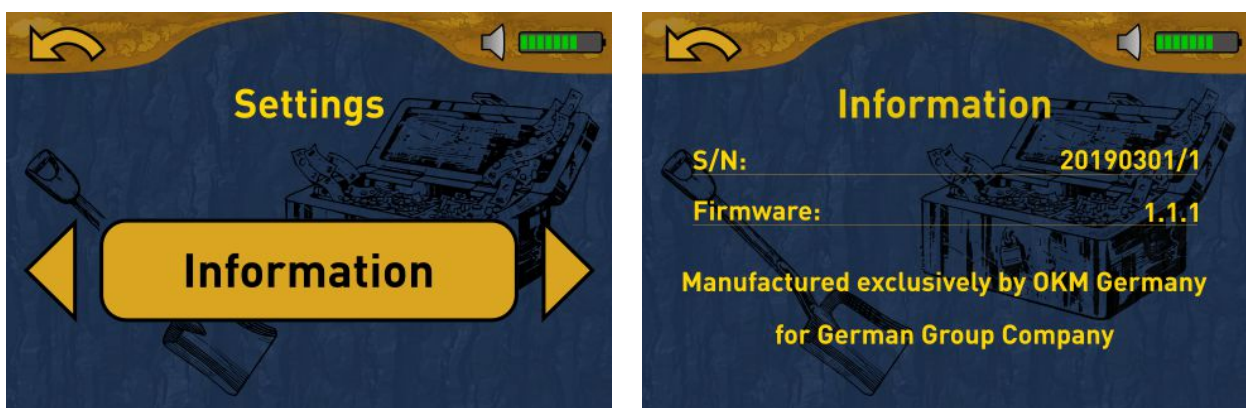 Settings
Information
Information
S/N: 20190301/1
Firmware: 1.1.1
Manufactured exclusively by OKM Germany
for German Group Company